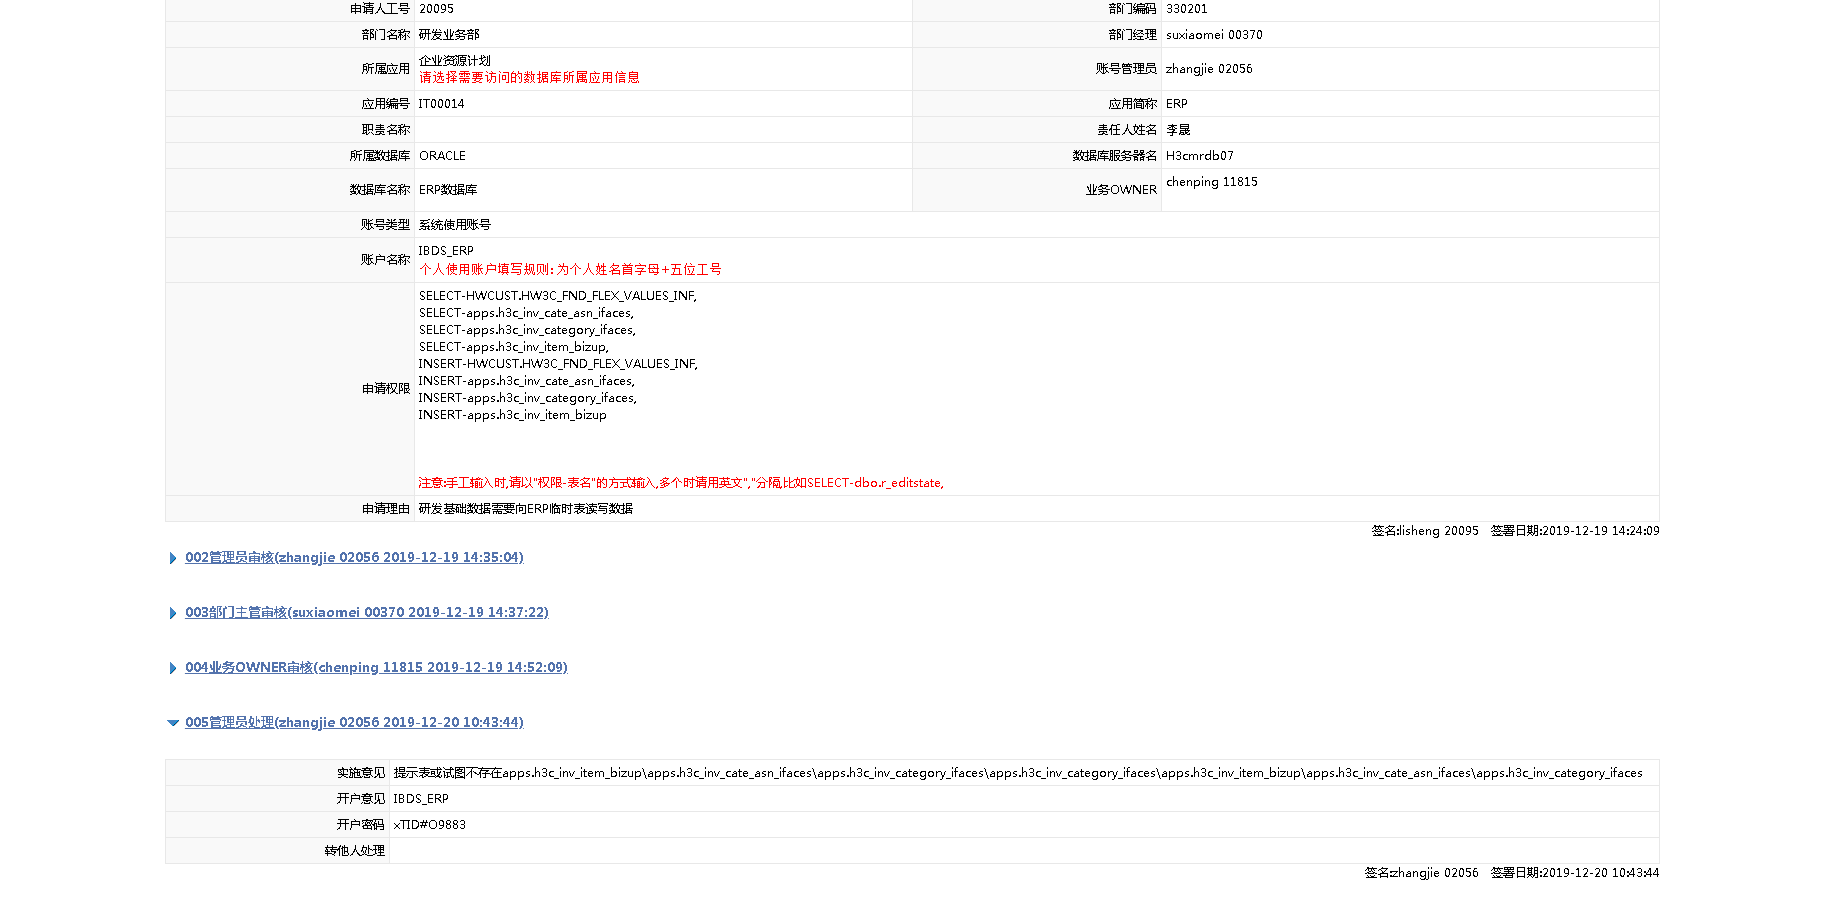 申请人工号 20095 部门编码 330201
部门名称 研发业务部 部门经理 suxiaomei 00370
所属应用 企业资源计划
请选择需要访问的数据库所属应用信息 账号管理员 zhangjie 02056
应用编号 IT00014 应用简称 ERP
职责名称 责任人姓名 李晟
所属数据库 ORACLE 数据库服务器名 H3cmrdb07
数据库名称 ERP数据库 业务OWNER chenping 11815
账号类型 系统使用账号
账户名称 IBDS_ERP
个人使用账户填写规则:为个人姓名首字母+五位工号
申请权限 SELECT-HWCUST.HW3C_FND_FLEX_VALUES_INF,
SELECT-apps.h3c_inv_cate_asn_ifaces,
SELECT-apps.h3c_inv_category_ifaces,
SELECT-apps.h3c_inv_item_bizup,
INSERT-HWCUST.HW3C_FND_FLEX_VALUES_INF,
INSERT-apps.h3c_inv_cate_asn_ifaces,
INSERT-apps.h3c_inv_category_ifaces,
INSERT-apps.h3c_inv_item_bizup
注意:手工输入时,请以"权限-表名"的方式输入,多个时请用英文","分隔,比如SELECT-dbo.r_editstate,
申请理由 研发基础数据需要向ERP临时表读写数据
签名:lisheng 20095 签署日期:2019-12-19 14:24:09
002管理员审核(zhangjie 02056 2019-12-19 14:35:04)
003部门主管审核(suxiaomei 00370 2019-12-19 14:37:22)
004业务OWNER审核(chenping 11815 2019-12-19 14:52:09)
005管理员处理(zhangjie 02056 2019-12-20 10:43:44)
实施意见 提示表或试图不存在apps.h3c_inv_item_bizup\apps.h3c_inv_cate_asn_ifaces\apps.h3c_inv_category_ifaces\apps.h3c_inv_category_ifaces\apps.h3c_inv_item_bizup\apps.h3c_inv_cate_asn_ifaces\apps.h3c_inv_category_ifaces
开户意见 IBDS_ERP
开户密码 xTID#O9883
转他人处理
签名:zhangjie 02056 签署日期:2019-12-20 10:43:44